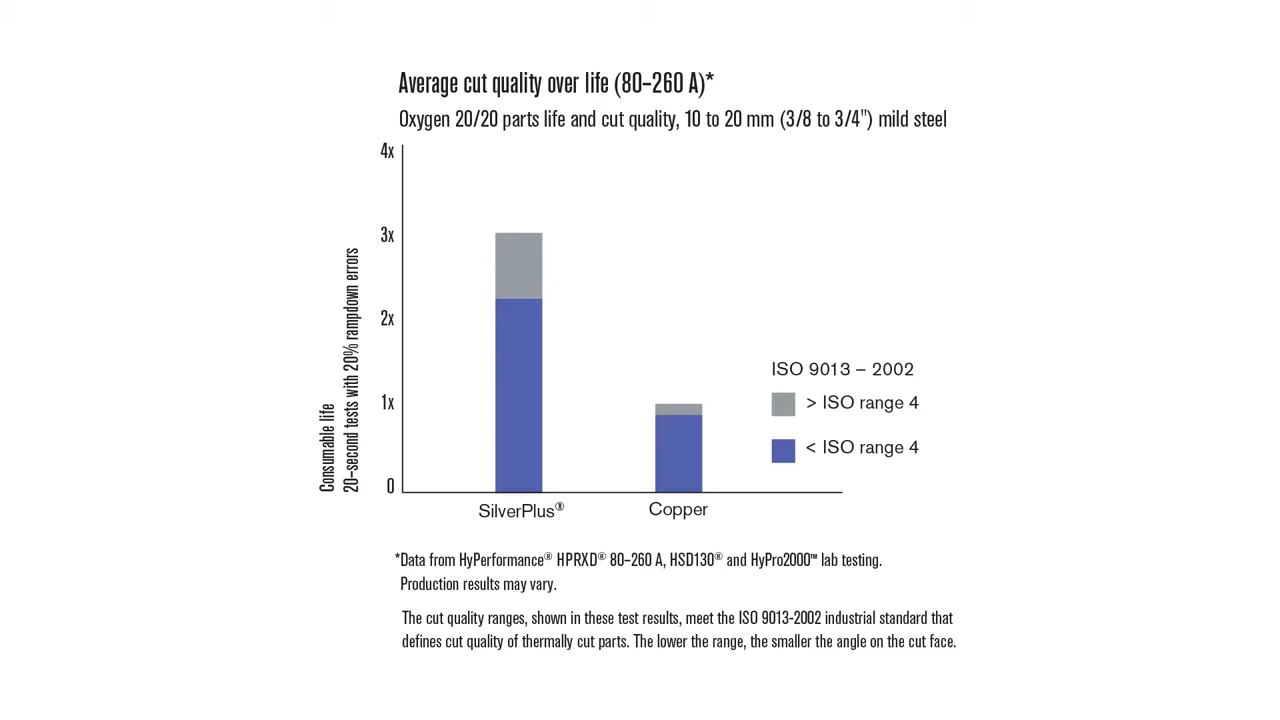 Average cut quality over life (80–260 A)*
Oxygen 20/20 parts life and cut quality, 10 to 20 mm (3/8 to 3/4") mild steel
4x
3x
2x
1x
0
Consumable life
20–second tests with 20% rampdown errors
SilverPlus®
Copper
ISO 9013 – 2002
> ISO range 4
< ISO range 4
*Data from HyPerformance® HPRXD® 80–260 A, HSD130® and HyPro2000™ lab testing.
Production results may vary.
The cut quality ranges, shown in these test results, meet the ISO 9013-2002 industrial standard that
defines cut quality of thermally cut parts. The lower the range, the smaller the angle on the cut face.